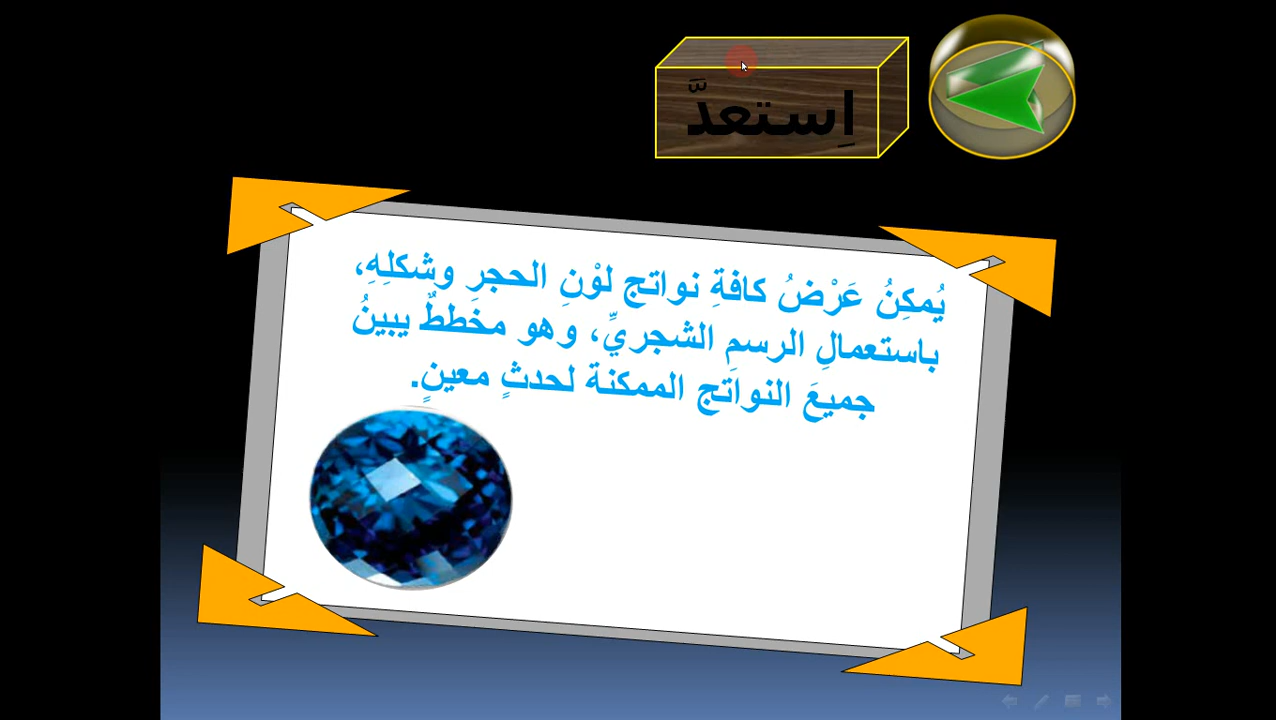 اِستعدَّ
يُمكِنُ عَرْضُ كافةِ نواتج لوْنِ الحجرِ وشكلِهِ،
باستعمالِ الرسمِ الشجريِّ، وهو مخَططٌ يبينُ
جميعَ النواتج الممكنة لحدثٍ معينٍ.